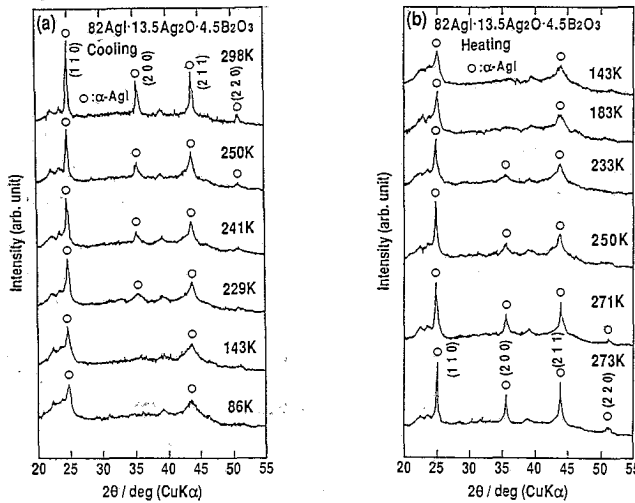 (a)
82AgI·13.5Ag2O·4.5B2O3
Cooling
298K
(1 1 0)
(2 0 0)
(2 1 1)
(2 2 0)
○:α-AgI
250K
241K
229K
143K
86K
Intensity (arb. unit)
20 25 30 35 40 45 50 55
2θ / deg (CuKα)
(b)
82AgI·13.5Ag2O·4.5B2O3
Heating
○:α-AgI
143K
183K
233K
250K
271K
273K
(1 1 0)
(2 0 0)
(2 1 1)
(2 2 0)
Intensity (arb. unit)
20 25 30 35 40 45 50 55
2θ / deg (CuKα)